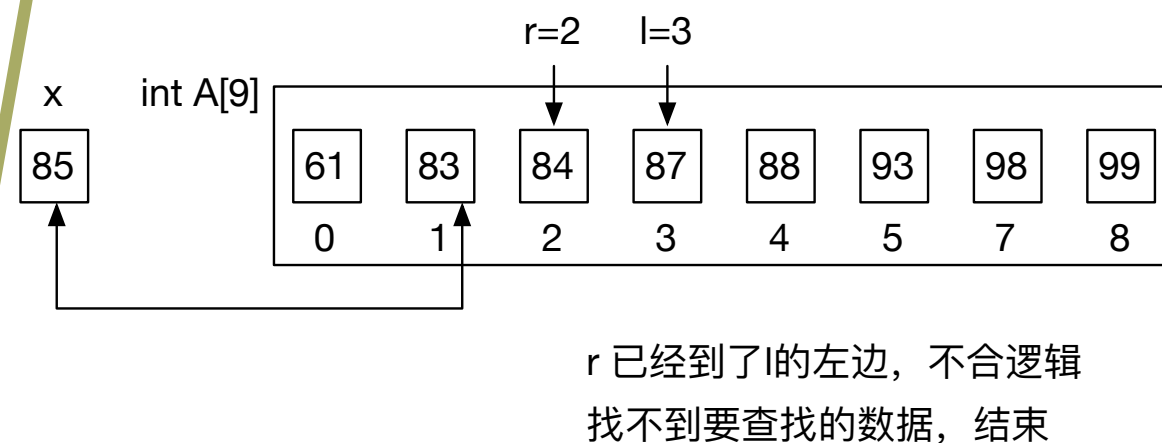 r=2 l=3
x int A[9]
85 61 83 84 87 88 93 98 99
0 1 2 3 4 5 7 8
r 已经到了l的左边，不合逻辑
找不到要查找的数据，结束